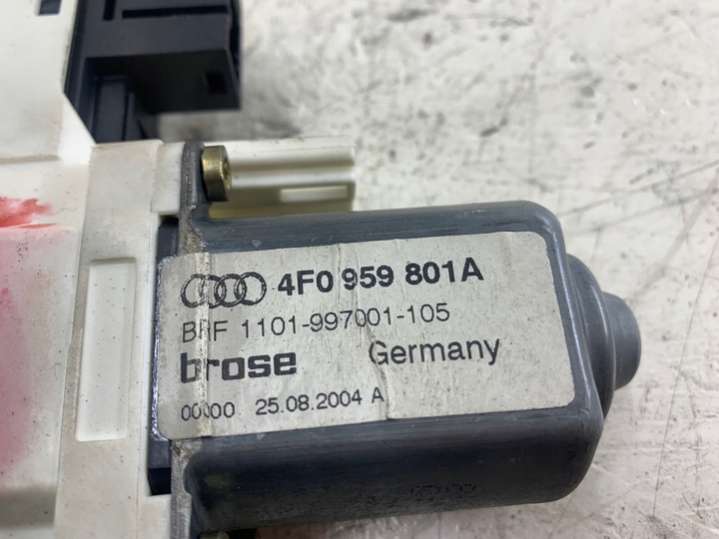 4F0 959 801A
BRF 1101-997001-105
brose Germany
00000 25.08.2004 A